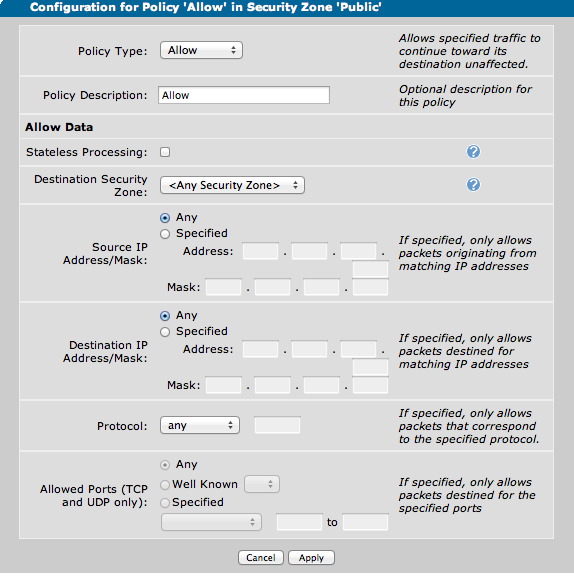 Configuration for Policy 'Allow' in Security Zone 'Public'
Policy Type:
Allow
Allows specified traffic to
continue toward its
destination unaffected.
Policy Description:
Allow
Optional description for
this policy
Allow Data
Stateless Processing:
?
Destination Security
Zone:
<Any Security Zone>
?
Source IP
Address/Mask:
Any
Specified
Address: . . .
Mask: . . .
If specified, only allows
packets originating from
matching IP addresses
Destination IP
Address/Mask:
Any
Specified
Address: . . .
Mask: . . .
If specified, only allows
packets destined for
matching IP addresses
Protocol:
any
If specified, only allows
packets that correspond
to the specified protocol.
Allowed Ports (TCP
and UDP only):
Any
Well Known
Specified
to
If specified, only allows
packets destined for the
specified ports
Cancel
Apply